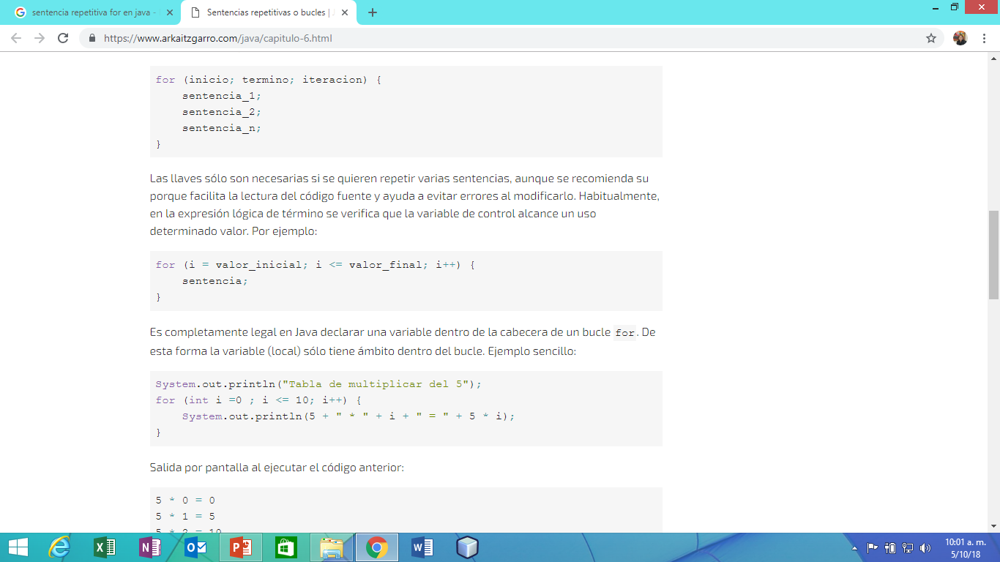 sentencia repetitiva for en java -
Sentencias repetitivas o bucles |
https://www.arkaitzgarro.com/java/capitulo-6.html
for (inicio; termino; iteracion) {
    sentencia_1;
    sentencia_2;
    sentencia_n;
}
Las llaves sólo son necesarias si se quieren repetir varias sentencias, aunque se recomienda su
porque facilita la lectura del código fuente y ayuda a evitar errores al modificarlo. Habitualmente,
en la expresión lógica de término se verifica que la variable de control alcance un uso
determinado valor. Por ejemplo:
for (i = valor_inicial; i <= valor_final; i++) {
    sentencia;
}
Es completamente legal en Java declarar una variable dentro de la cabecera de un bucle for. De
esta forma la variable (local) sólo tiene ámbito dentro del bucle. Ejemplo sencillo:
System.out.println("Tabla de multiplicar del 5");
for (int i =0 ; i <= 10; i++) {
    System.out.println(5 + " * " + i + " = " + 5 * i);
}
Salida por pantalla al ejecutar el código anterior:
5 * 0 = 0
5 * 1 = 5
5 * 2 = 10
10:01 a. m.
5/10/18